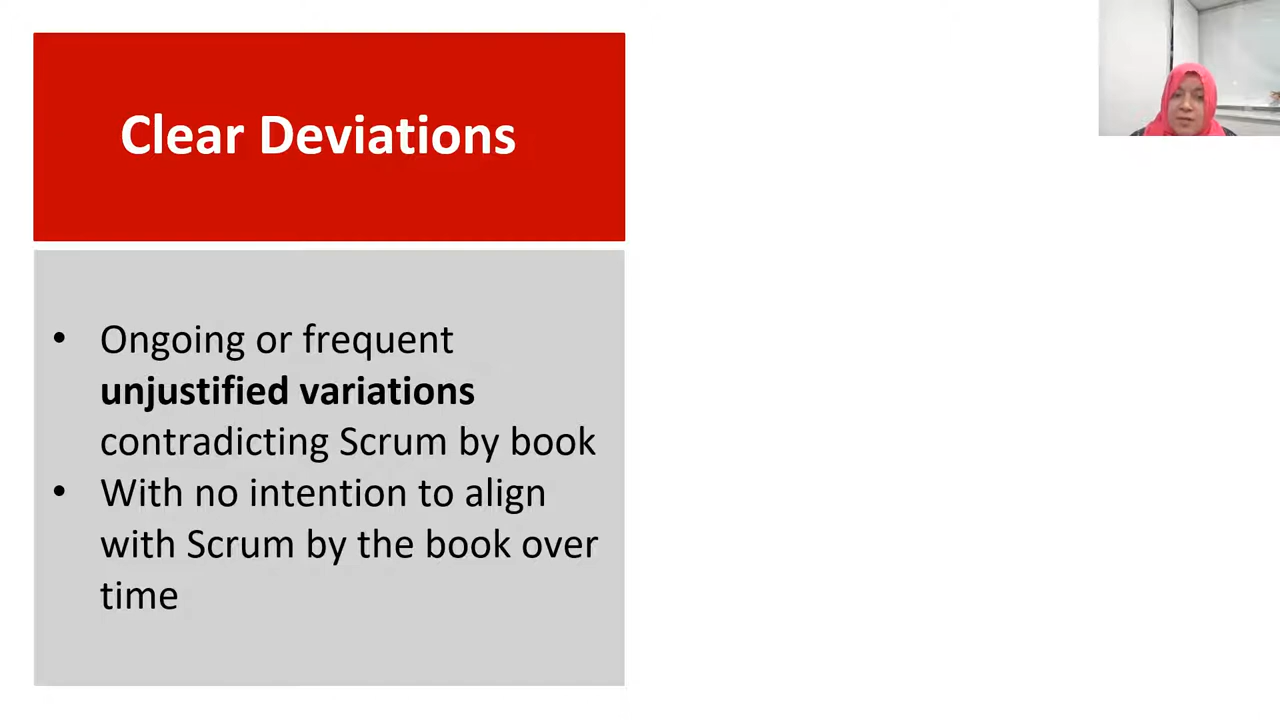 Clear Deviations
• Ongoing or frequent
unjustified variations
contradicting Scrum by book
• With no intention to align
with Scrum by the book over
time